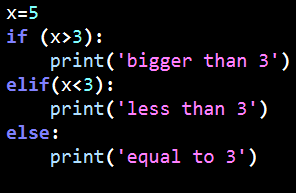 x=5
if (x>3):
    print('bigger than 3')
elif(x<3):
    print('less than 3')
else:
    print('equal to 3')